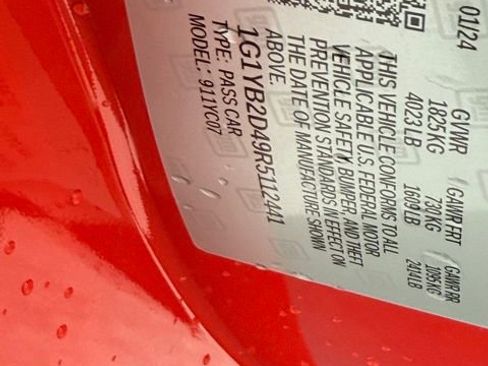 01/24
GVWR GAWR FRT GAWR RR
1825KG 730KG 1095KG
4023LB 1609LB 2414LB
THIS VEHICLE CONFORMS TO ALL
APPLICABLE U.S. FEDERAL MOTOR
VEHICLE SAFETY, BUMPER, AND THEFT
PREVENTION STANDARDS IN EFFECT ON
THE DATE OF MANUFACTURE SHOWN
ABOVE.
1G1YB2D49R5112441
TYPE: PASS CAR
MODEL: 911YC07